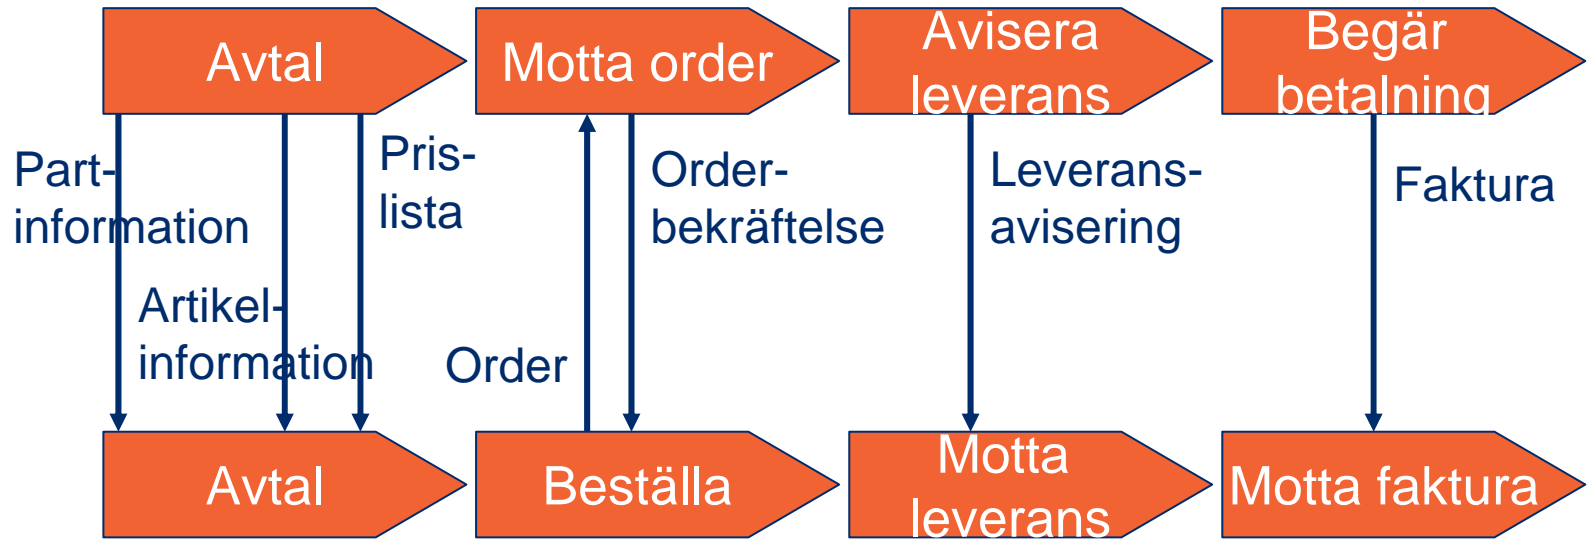 Avtal
Motta order
Avisera
leverans
Begär
betalning
Part-
information
Pris-
lista
Order-
bekräftelse
Leverans-
avisering
Faktura
Artikel-
information
Order
Avtal
Beställa
Motta
leverans
Motta faktura